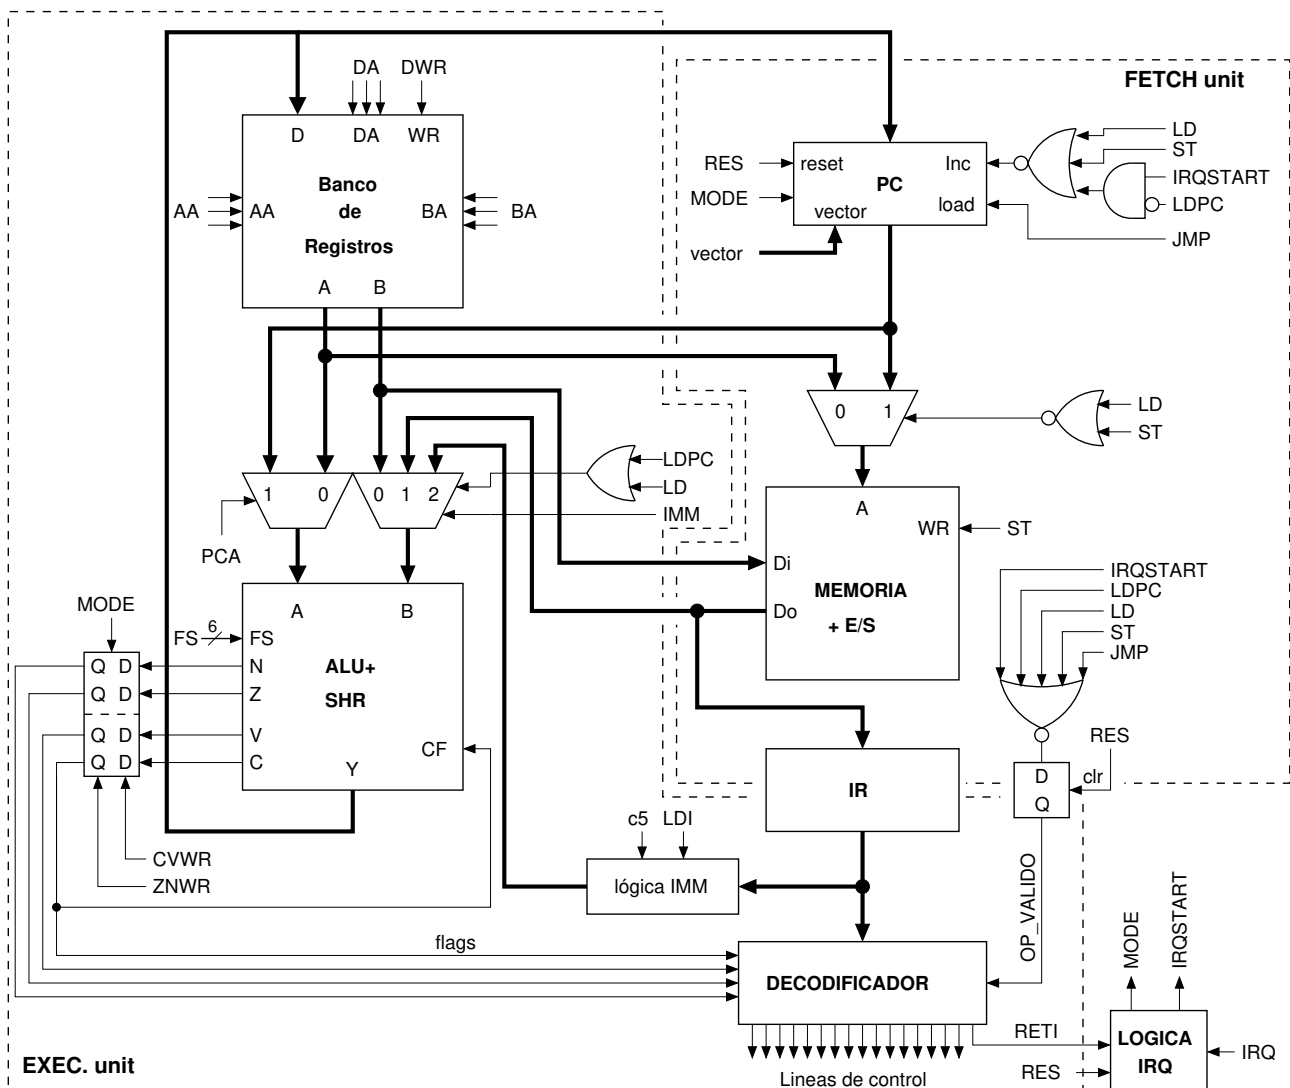 FETCH unit
DA DWR
D DA WR
Banco
de
Registros
AA AA BA BA
A B
RES reset Inc
PC
MODE vector load
vector
LD
ST
IRQSTART
LDPC
JMP
0 1
LD
ST
1 0 0 1 2
LDPC
LD
IMM
PCA
A
WR ST
Di
MEMORIA
Do
+ E/S
MODE
A B
FS 6 FS
ALU+
SHR
Q D N
Q D Z
Q D V
Q D C
CF
Y
CVWR
ZNWR
IRQSTART
LDPC
LD
ST
JMP
RES
D clr
Q
IR
c5 LDI
lógica IMM
OP_VALIDO
flags
DECODIFICADOR
MODE
IRQSTART
RETI
LOGICA
IRQ
IRQ
RES
Lineas de control
EXEC. unit